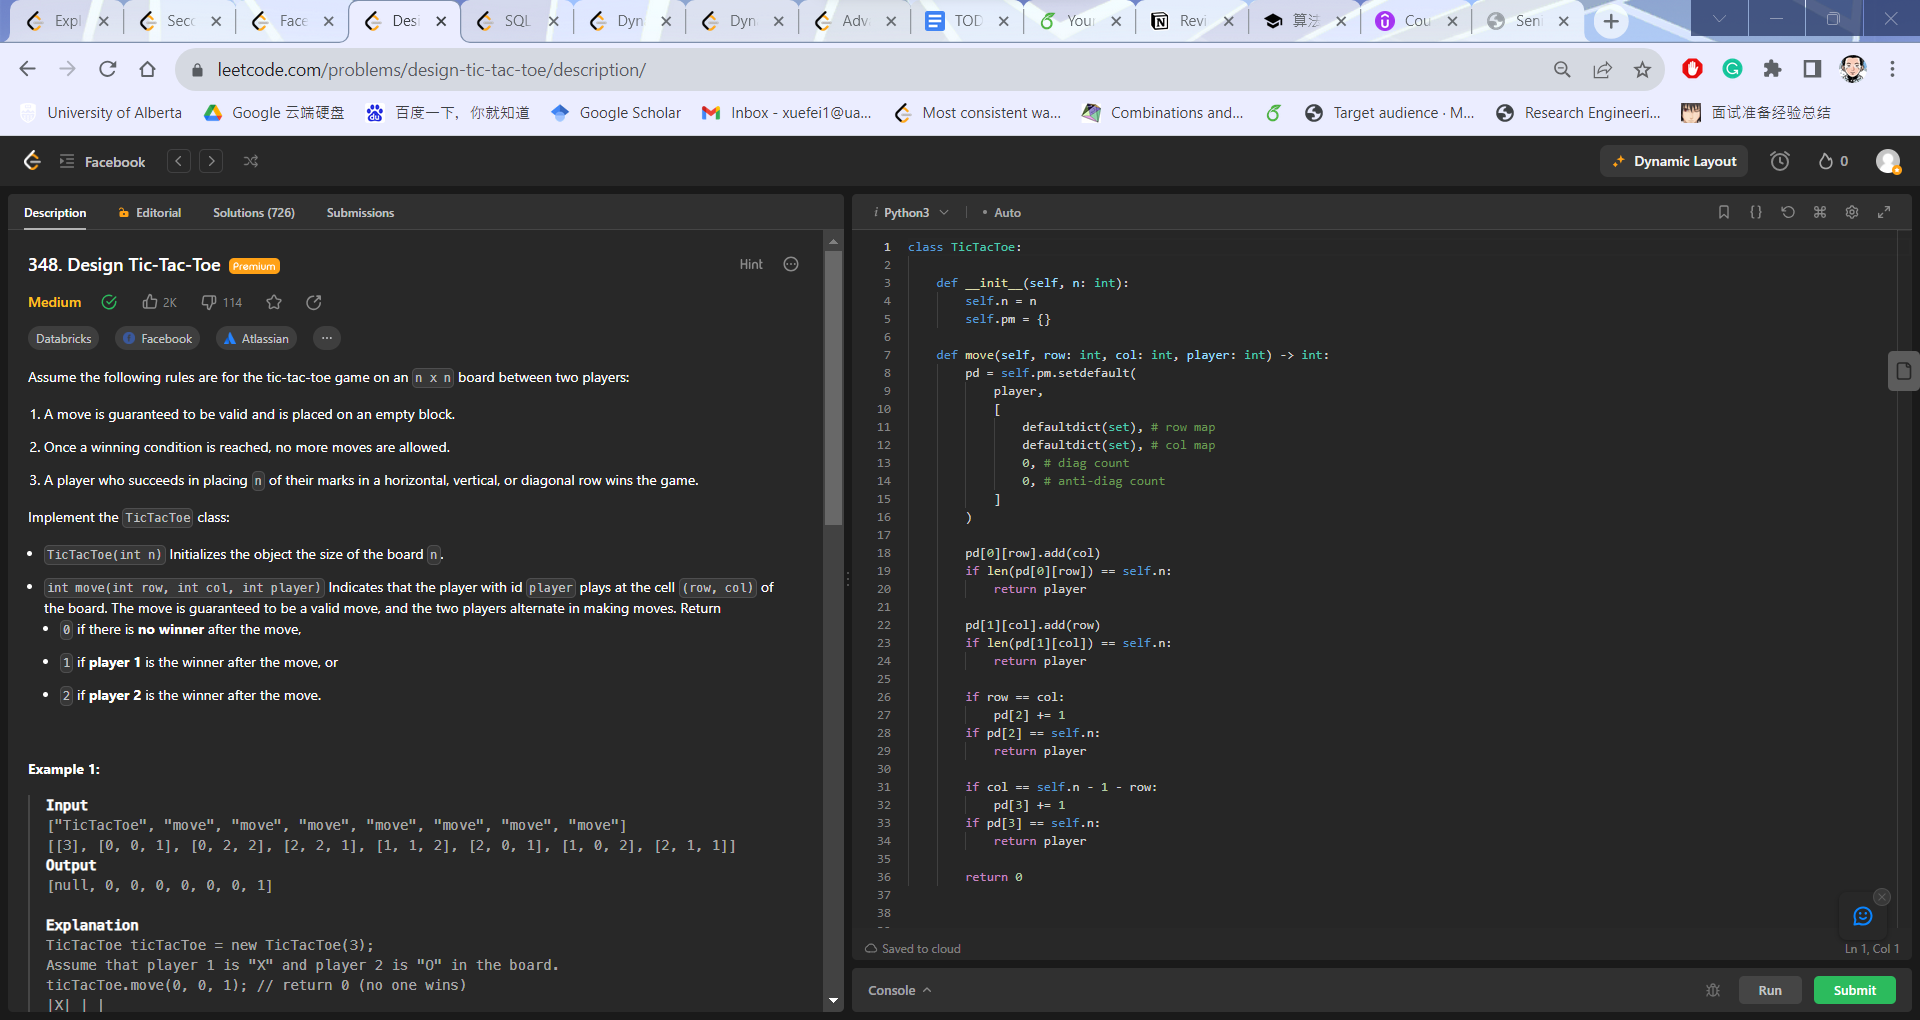 Expl
Sec
Face
Desi
SQL
Dyn
Dyn
Adv
TOD
Your
Revi
算法
Cou
Seni
leetcode.com/problems/design-tic-tac-toe/description/
University of Alberta
Google 云端硬盘
百度一下，你就知道
Google Scholar
Inbox - xuefei1@ua...
Most consistent wa...
Combinations and...
Target audience · M...
Research Engineeri...
面试准备经验总结
Facebook
Dynamic Layout
0
Description
Editorial
Solutions (726)
Submissions
348. Design Tic-Tac-Toe Premium
Hint
Medium 2K 114
Databricks Facebook Atlassian ...
Assume the following rules are for the tic-tac-toe game on an n x n board between two players:
1. A move is guaranteed to be valid and is placed on an empty block.
2. Once a winning condition is reached, no more moves are allowed.
3. A player who succeeds in placing n of their marks in a horizontal, vertical, or diagonal row wins the game.
Implement the TicTacToe class:
• TicTacToe(int n) Initializes the object the size of the board n.
• int move(int row, int col, int player) Indicates that the player with id player plays at the cell (row, col) of
the board. The move is guaranteed to be a valid move, and the two players alternate in making moves. Return
• 0 if there is no winner after the move,
• 1 if player 1 is the winner after the move, or
• 2 if player 2 is the winner after the move.
Example 1:
Input
["TicTacToe", "move", "move", "move", "move", "move", "move", "move"]
[[3], [0, 0, 1], [0, 2, 2], [2, 2, 1], [1, 1, 2], [2, 0, 1], [1, 0, 2], [2, 1, 1]]
Output
[null, 0, 0, 0, 0, 0, 0, 1]
Explanation
TicTacToe ticTacToe = new TicTacToe(3);
Assume that player 1 is "X" and player 2 is "O" in the board.
ticTacToe.move(0, 0, 1); // return 0 (no one wins)
|X| | |
i Python3 • Auto
1 class TicTacToe:
2
3 def __init__(self, n: int):
4 self.n = n
5 self.pm = {}
6
7 def move(self, row: int, col: int, player: int) -> int:
8 pd = self.pm.setdefault(
9 player,
10 [
11 defaultdict(set), # row map
12 defaultdict(set), # col map
13 0, # diag count
14 0, # anti-diag count
15 ]
16 )
17
18 pd[0][row].add(col)
19 if len(pd[0][row]) == self.n:
20 return player
21
22 pd[1][col].add(row)
23 if len(pd[1][col]) == self.n:
24 return player
25
26 if row == col:
27 pd[2] += 1
28 if pd[2] == self.n:
29 return player
30
31 if col == self.n - 1 - row:
32 pd[3] += 1
33 if pd[3] == self.n:
34 return player
35
36 return 0
37
38
Saved to cloud
Ln 1, Col 1
Console
Run
Submit